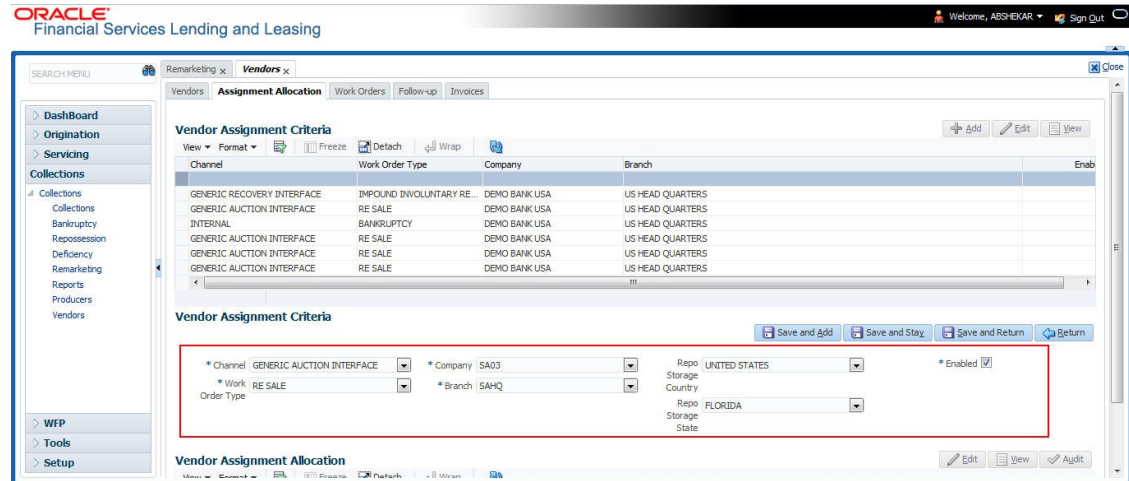 ORACLE®
Financial Services Lending and Leasing
Welcome, ABSHEKAR
Sign Out
Close
SEARCH MENU
Remarketing x
Vendors x
Vendors
Assignment Allocation
Work Orders
Follow-up
Invoices
DashBoard
Origination
Servicing
Collections
Collections
Collections
Bankruptcy
Repossession
Deficiency
Remarketing
Reports
Producers
Vendors
WFP
Tools
Setup
Vendor Assignment Criteria
Add Edit View
View Format Freeze Detach Wrap
Channel Work Order Type Company Branch Enab
GENERIC RECOVERY INTERFACE IMPOUND INVOLUNTARY RE... DEMO BANK USA US HEAD QUARTERS
GENERIC AUCTION INTERFACE RE SALE DEMO BANK USA US HEAD QUARTERS
INTERNAL BANKRUPTCY DEMO BANK USA US HEAD QUARTERS
GENERIC AUCTION INTERFACE RE SALE DEMO BANK USA US HEAD QUARTERS
GENERIC AUCTION INTERFACE RE SALE DEMO BANK USA US HEAD QUARTERS
GENERIC AUCTION INTERFACE RE SALE DEMO BANK USA US HEAD QUARTERS
Vendor Assignment Criteria
Save and Add Save and Stay Save and Return Return
* Channel GENERIC AUCTION INTERFACE
* Work Order Type RE SALE
* Company SA03
* Branch SAHQ
Repo Storage Country UNITED STATES
Repo Storage State FLORIDA
* Enabled
Vendor Assignment Allocation
Edit View Audit
View Format Freeze Detach Wrap